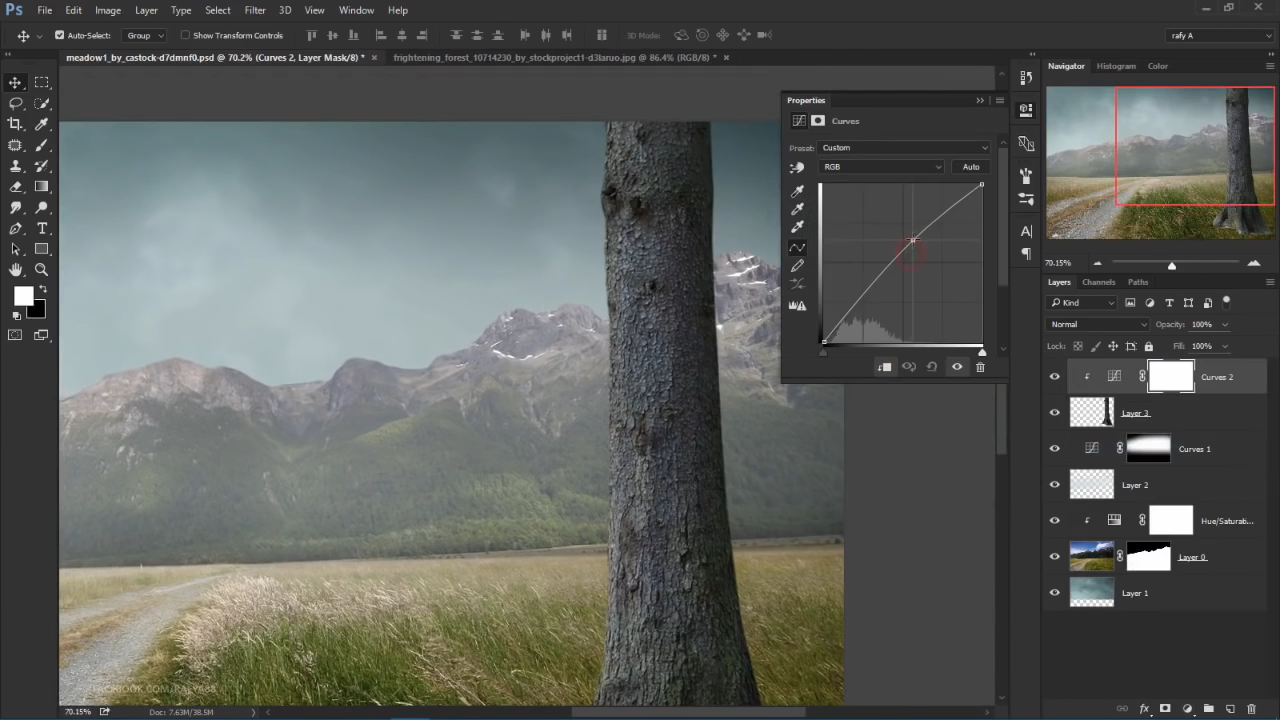 Ps File Edit Image Layer Type Select Filter 3D View Window Help
Auto-Select: Group Show Transform Controls 3D Mode: rafy A
meadow1_by_castock-d7dmnf0.psd @ 70.2% (Curves 2, Layer Mask/8) * × frightening_forest_10714230_by_stockproject1-d3laruo.jpg @ 86.4% (RGB/8) * ×
Navigator Histogram Color
Properties
Curves
Preset: Custom
RGB Auto
70.15%
Layers Channels Paths
Kind
Normal Opacity: 100%
Lock: Fill: 100%
Curves 2
Layer 3
Curves 1
Layer 2
Hue/Saturati...
Layer 0
Layer 1
A|
70.15% Doc: 7.63M/38.5M
fx